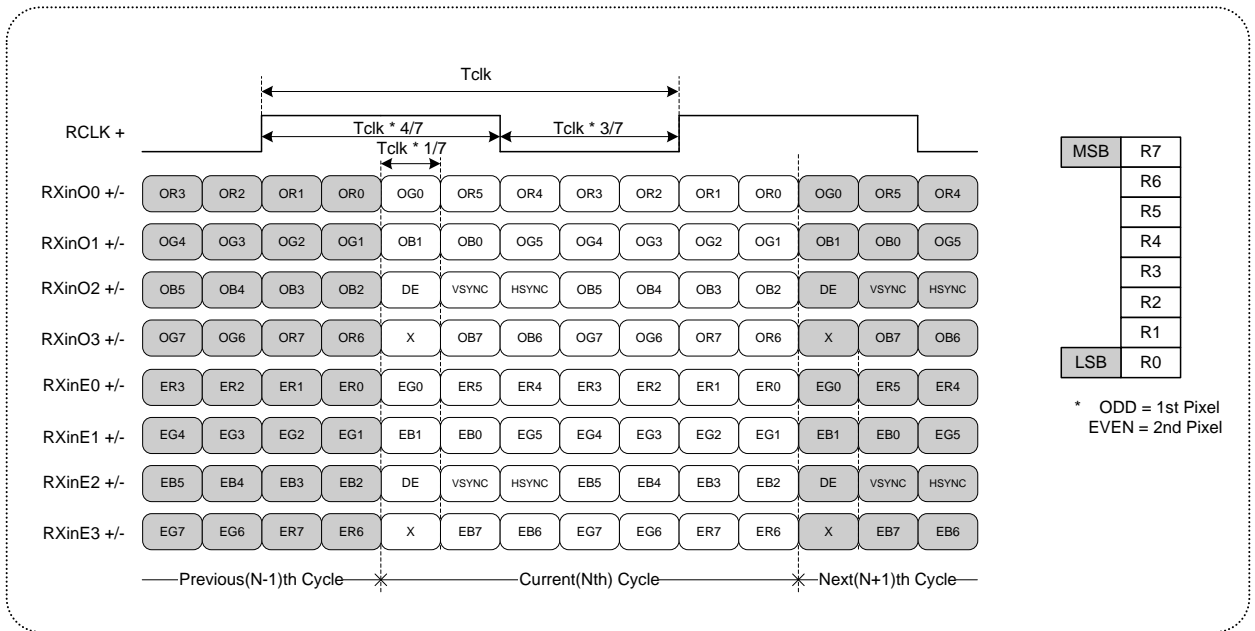 Tclk
RCLK +
Tclk * 4/7
Tclk * 3/7
Tclk * 1/7
RXinO0 +/- OR3 OR2 OR1 OR0 OG0 OR5 OR4 OR3 OR2 OR1 OR0 OG0 OR5 OR4
RXinO1 +/- OG4 OG3 OG2 OG1 OB1 OB0 OG5 OG4 OG3 OG2 OG1 OB1 OB0 OG5
RXinO2 +/- OB5 OB4 OB3 OB2 DE VSYNC HSYNC OB5 OB4 OB3 OB2 DE VSYNC HSYNC
RXinO3 +/- OG7 OG6 OR7 OR6 X OB7 OB6 OG7 OG6 OR7 OR6 X OB7 OB6
RXinE0 +/- ER3 ER2 ER1 ER0 EG0 ER5 ER4 ER3 ER2 ER1 ER0 EG0 ER5 ER4
RXinE1 +/- EG4 EG3 EG2 EG1 EB1 EB0 EG5 EG4 EG3 EG2 EG1 EB1 EB0 EG5
RXinE2 +/- EB5 EB4 EB3 EB2 DE VSYNC HSYNC EB5 EB4 EB3 EB2 DE VSYNC HSYNC
RXinE3 +/- EG7 EG6 ER7 ER6 X EB7 EB6 EG7 EG6 ER7 ER6 X EB7 EB6
Previous(N-1)th Cycle Current(Nth) Cycle Next(N+1)th Cycle
MSB R7
R6
R5
R4
R3
R2
R1
LSB R0
* ODD = 1st Pixel
EVEN = 2nd Pixel